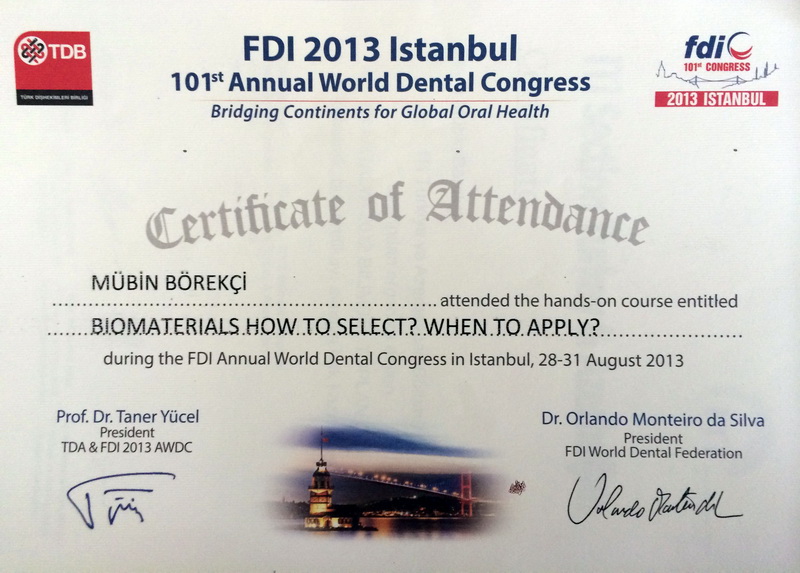 TDB
TÜRK DİŞHEKİMLERİ BİRLİĞİ
FDI 2013 Istanbul
101st Annual World Dental Congress
Bridging Continents for Global Oral Health
fdi
101st CONGRESS
2013 ISTANBUL
Certificate of Attendance
MÜBİN BÖREKÇİ
attended the hands-on course entitled
BIOMATERIALS HOW TO SELECT? WHEN TO APPLY?
during the FDI Annual World Dental Congress in Istanbul, 28-31 August 2013
Prof. Dr. Taner Yücel
President
TDA & FDI 2013 AWDC
Dr. Orlando Monteiro da Silva
President
FDI World Dental Federation